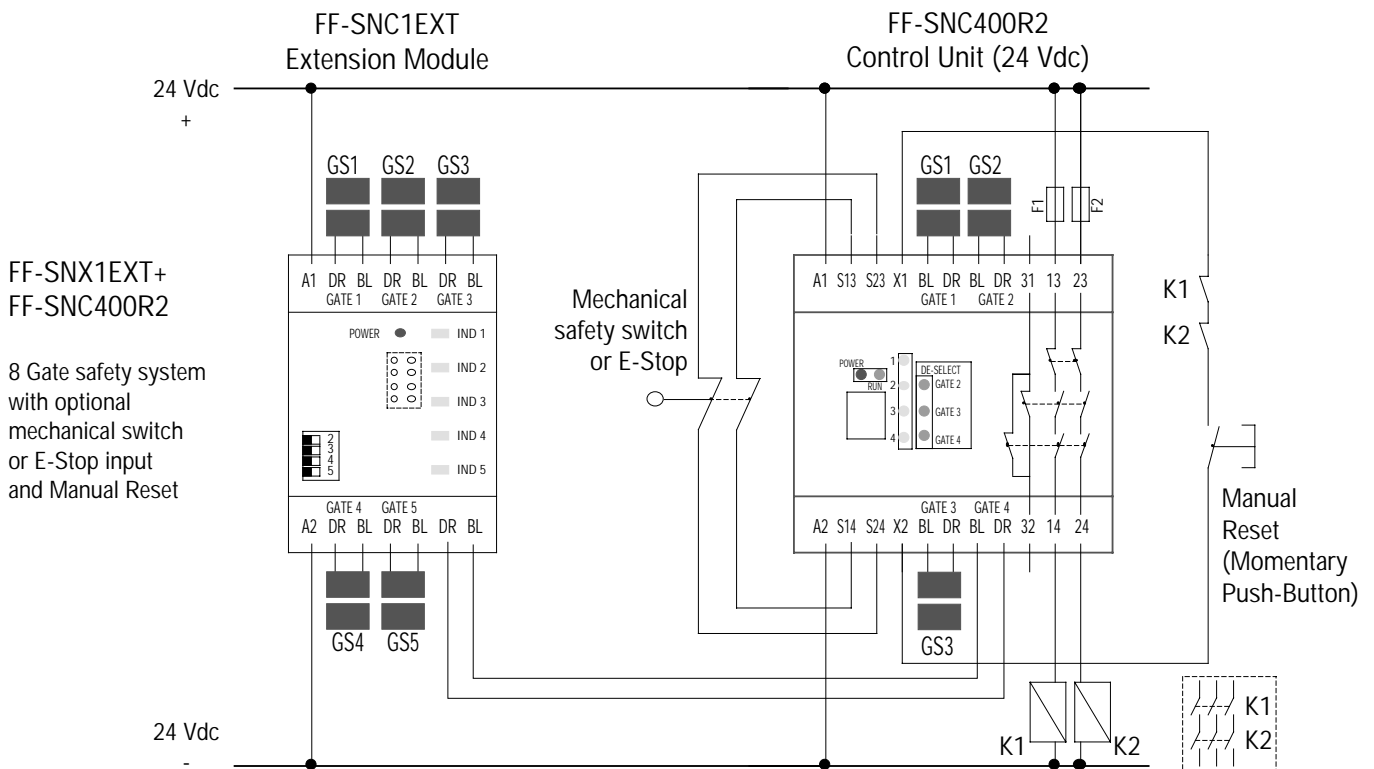 FF-SNC1EXT
Extension Module
FF-SNC400R2
Control Unit (24 Vdc)
24 Vdc
+
GS1 GS2 GS3
GS1 GS2
F1
F2
FF-SNX1EXT+
FF-SNC400R2
8 Gate safety system
with optional
mechanical switch
or E-Stop input
and Manual Reset
A1 DR BL DR BL DR BL
GATE 1 GATE 2 GATE 3
POWER
IND 1
IND 2
IND 3
IND 4
IND 5
2
3
4
5
GATE 4 GATE 5
A2 DR BL DR BL DR BL
GS4 GS5
Mechanical
safety switch
or E-Stop
A1 S13 S23 X1 BL DR BL DR 31 13 23
GATE 1 GATE 2
POWER
RUN
1
2
3
4
DE-SELECT
GATE 2
GATE 3
GATE 4
GATE 3 GATE 4
A2 S14 S24 X2 BL DR BL DR 32 14 24
GS3
K1
K2
Manual
Reset
(Momentary
Push-Button)
K1
K2
K1
K2
24 Vdc
-